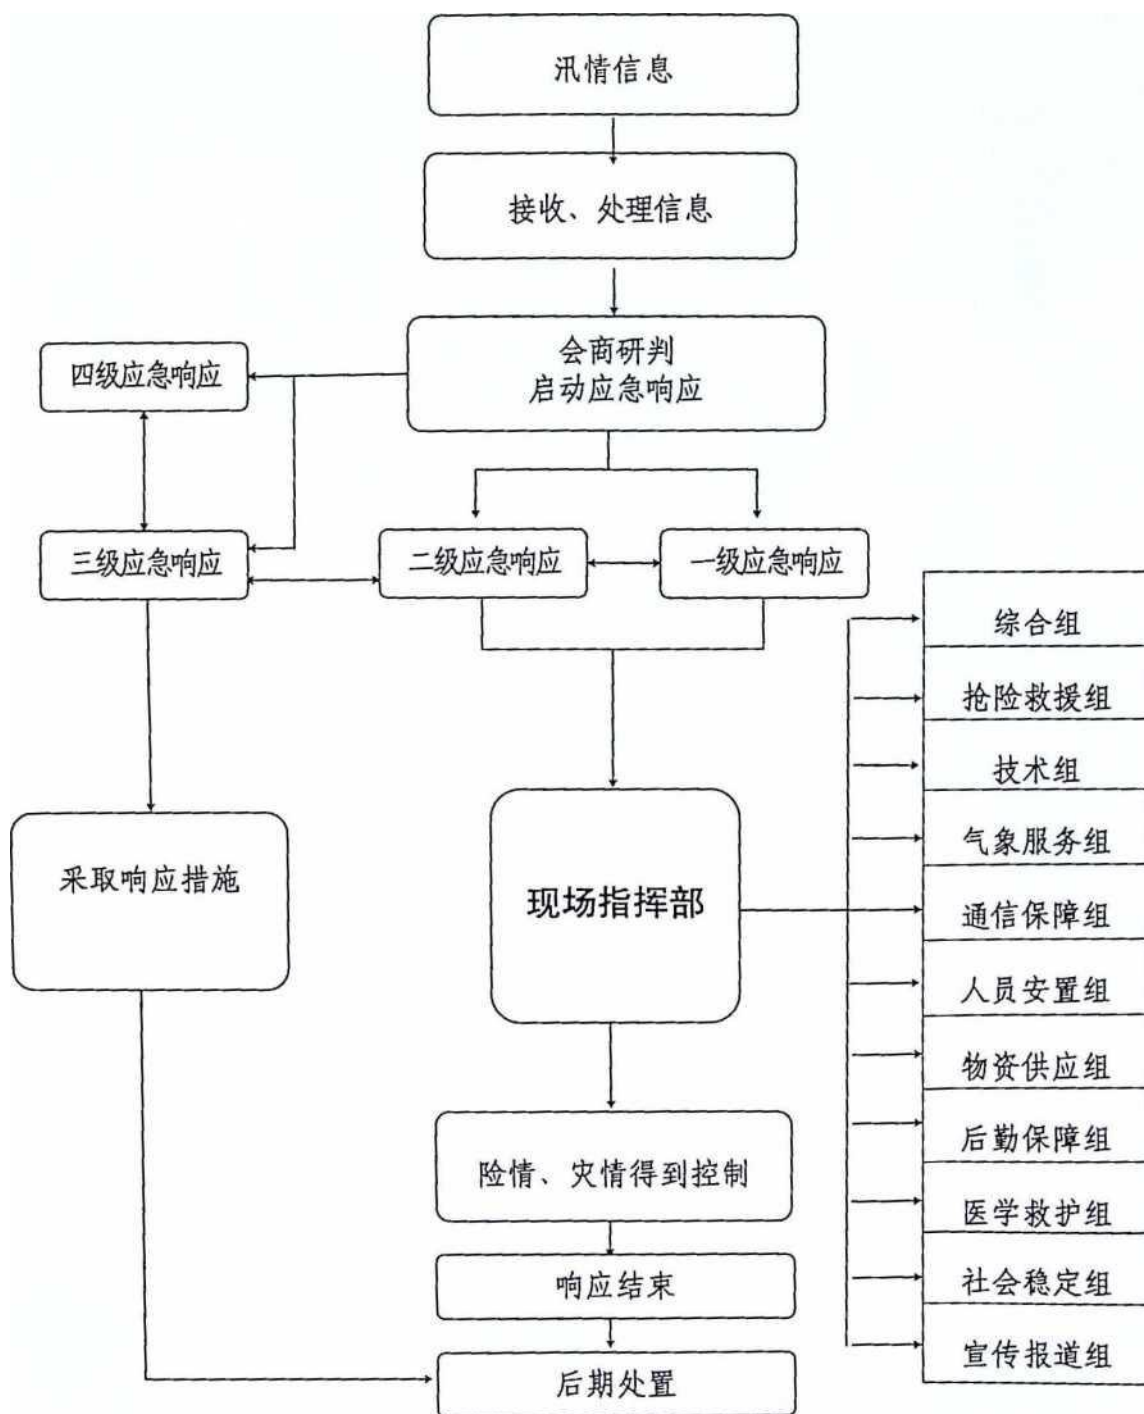 汛情信息
接收、处理信息
会商研判
启动应急响应
四级应急响应
三级应急响应
二级应急响应
一级应急响应
综合组
抢险救援组
技术组
气象服务组
通信保障组
人员安置组
物资供应组
后勤保障组
医学救护组
社会稳定组
宣传报道组
采取响应措施
现场指挥部
险情、灾情得到控制
响应结束
后期处置